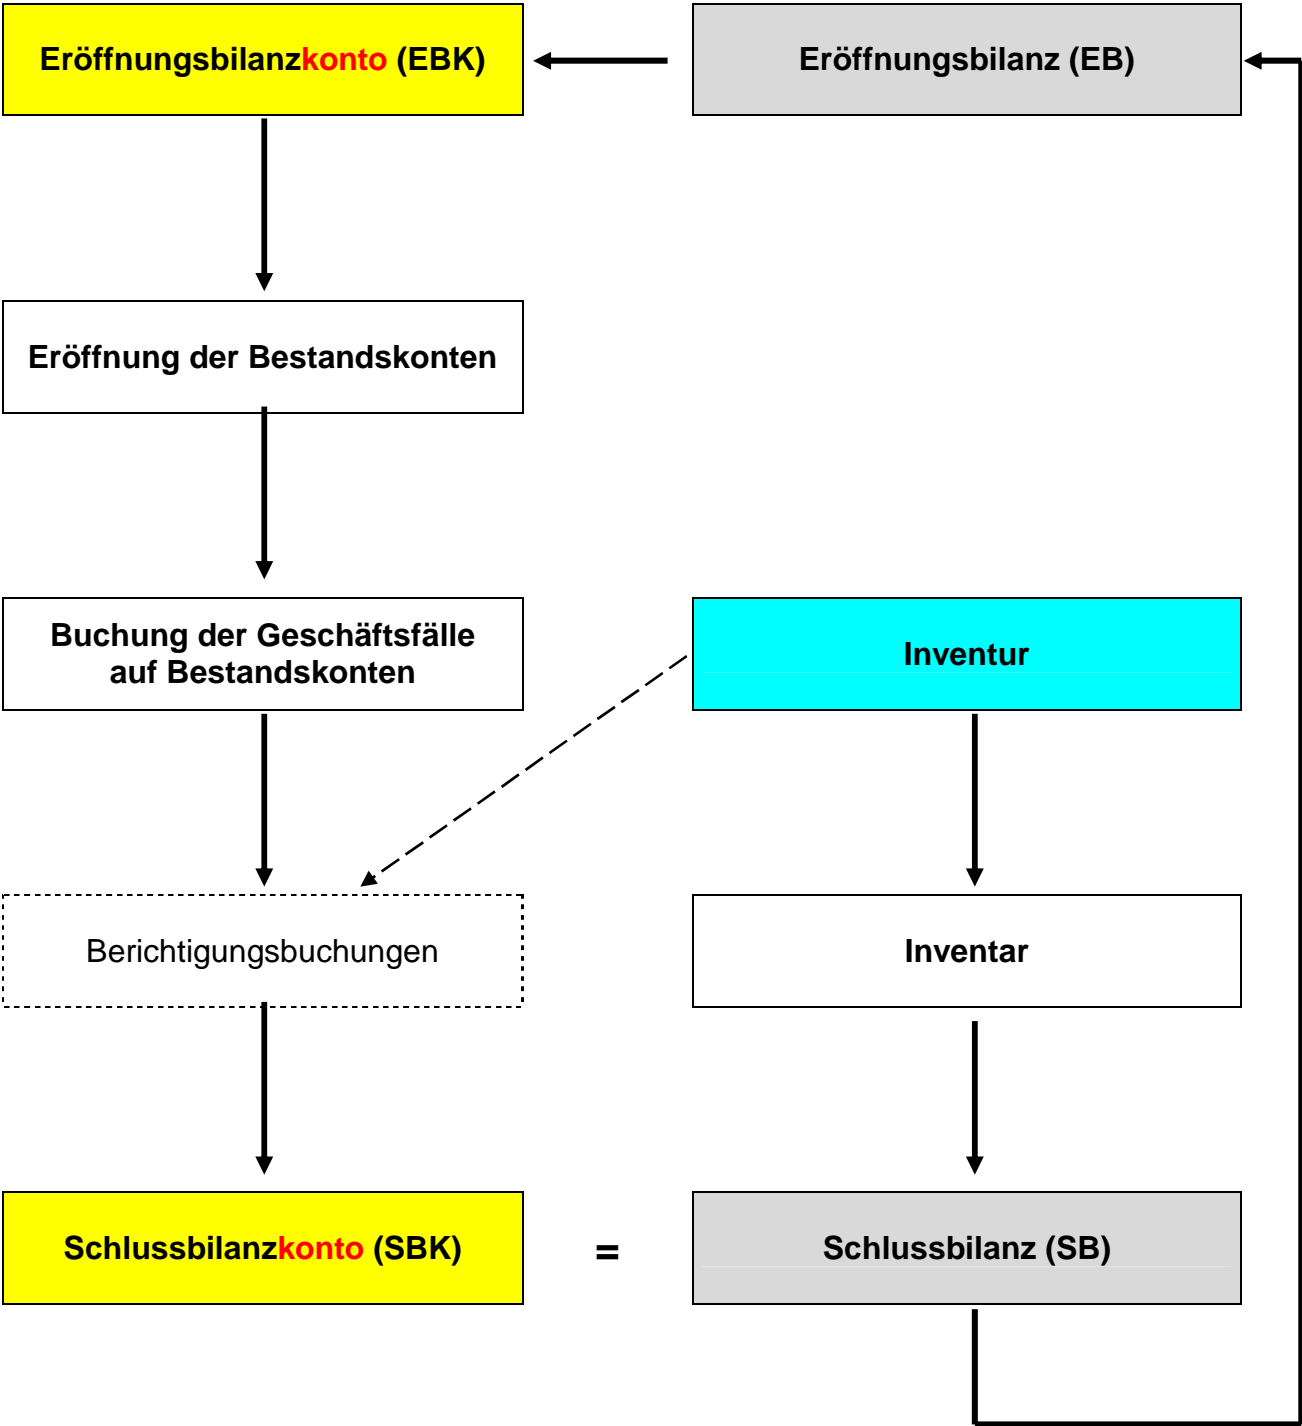 Eröffnungsbilanzkonto (EBK)
Eröffnungsbilanz (EB)
Eröffnung der Bestandskonten
Buchung der Geschäftsfälle
auf Bestandskonten
Inventur
Berichtigungsbuchungen
Inventar
Schlussbilanzkonto (SBK)
=
Schlussbilanz (SB)